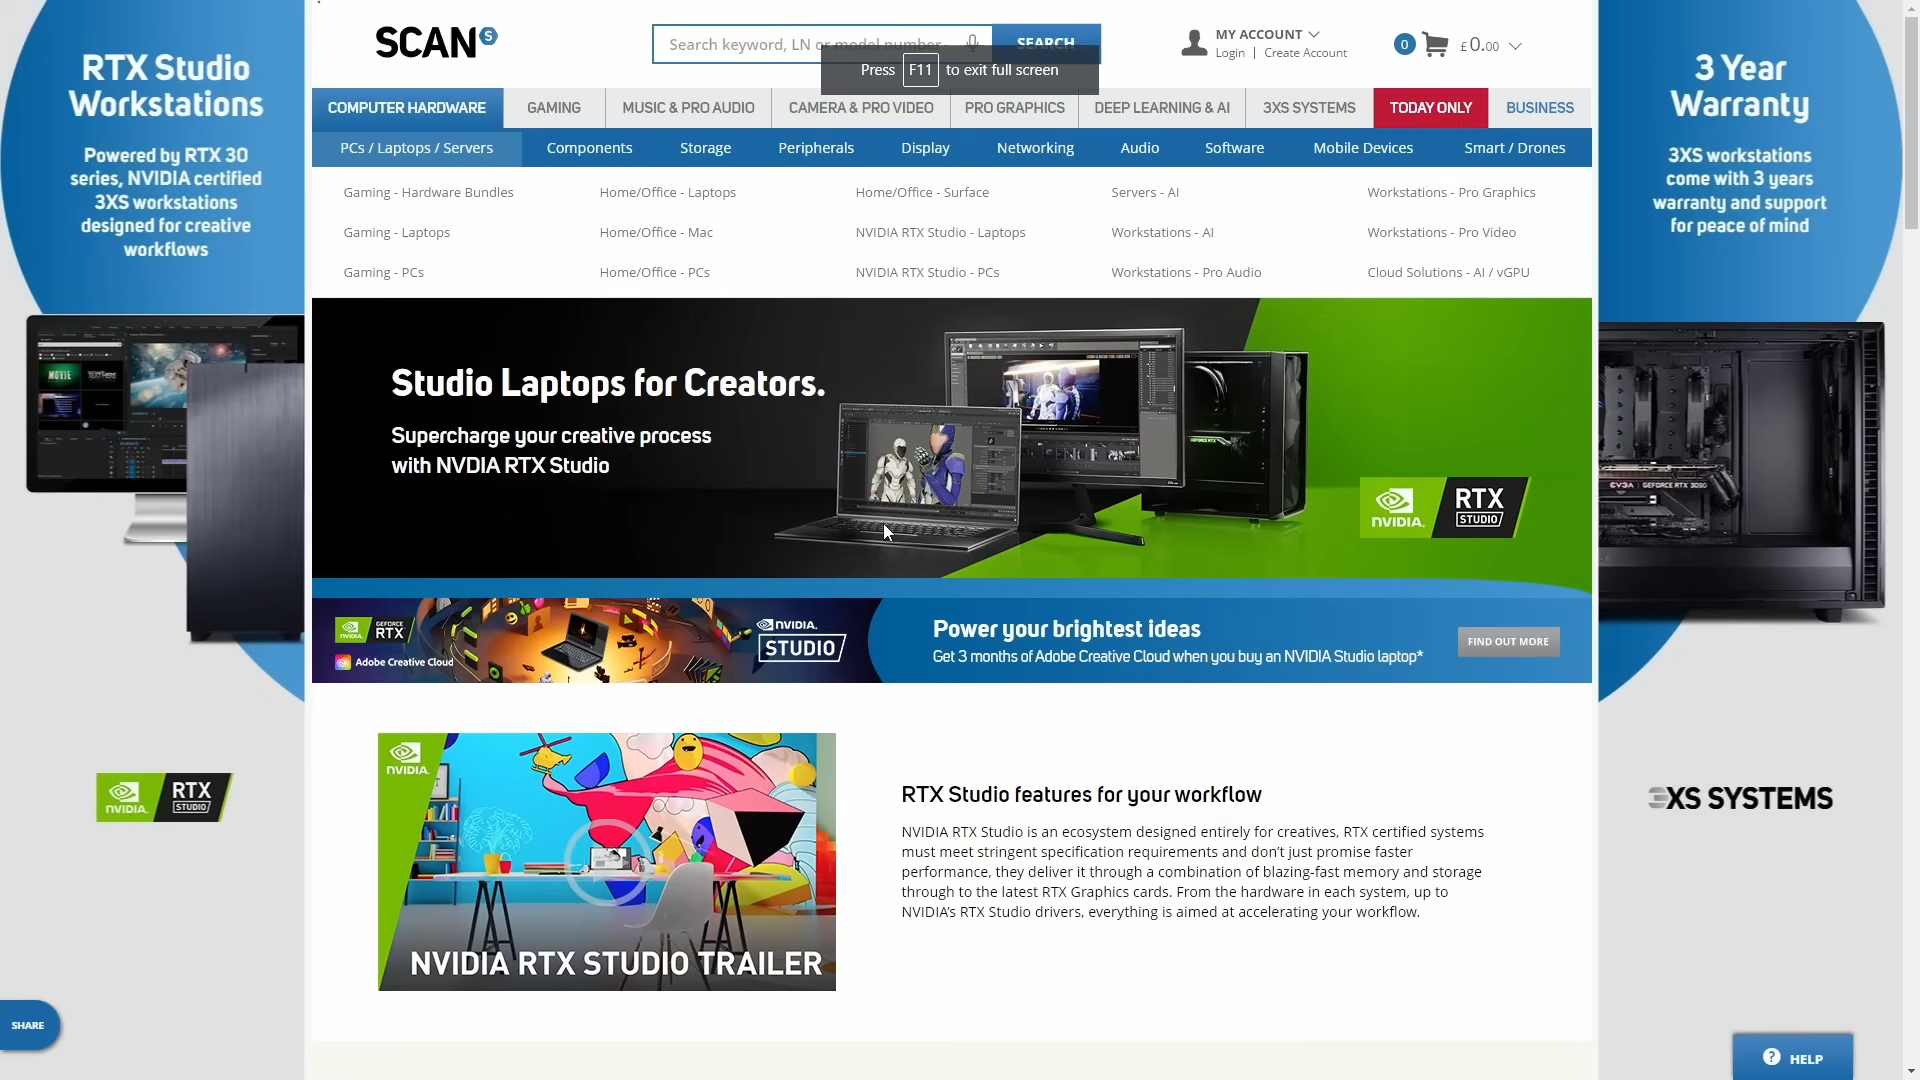 SCAN S
Search keyword, LN or model number
SEARCH
Press F11 to exit full screen
MY ACCOUNT
Login | Create Account
0
£0.00
COMPUTER HARDWARE
GAMING
MUSIC & PRO AUDIO
CAMERA & PRO VIDEO
PRO GRAPHICS
DEEP LEARNING & AI
3XS SYSTEMS
TODAY ONLY
BUSINESS
PCs / Laptops / Servers
Components
Storage
Peripherals
Display
Networking
Audio
Software
Mobile Devices
Smart / Drones
Gaming - Hardware Bundles
Home/Office - Laptops
Home/Office - Surface
Servers - AI
Workstations - Pro Graphics
Gaming - Laptops
Home/Office - Mac
NVIDIA RTX Studio - Laptops
Workstations - AI
Workstations - Pro Video
Gaming - PCs
Home/Office - PCs
NVIDIA RTX Studio - PCs
Workstations - Pro Audio
Cloud Solutions - AI / vGPU
RTX Studio
Workstations
Powered by RTX 30
series, NVIDIA certified
3XS workstations
designed for creative
workflows
MOVIE
NVIDIA.
RTX
STUDIO
Studio Laptops for Creators.
Supercharge your creative process
with NVDIA RTX Studio
NVIDIA.
RTX
STUDIO
NVIDIA.
GEFORCE
RTX
Adobe Creative Cloud
NVIDIA.
STUDIO
Power your brightest ideas
Get 3 months of Adobe Creative Cloud when you buy an NVIDIA Studio laptop*
FIND OUT MORE
NVIDIA.
NVIDIA RTX STUDIO TRAILER
RTX Studio features for your workflow
NVIDIA RTX Studio is an ecosystem designed entirely for creatives, RTX certified systems
must meet stringent specification requirements and don’t just promise faster
performance, they deliver it through a combination of blazing-fast memory and storage
through to the latest RTX Graphics cards. From the hardware in each system, up to
NVIDIA’s RTX Studio drivers, everything is aimed at accelerating your workflow.
3 Year
Warranty
3XS workstations
come with 3 years
warranty and support
for peace of mind
EVGA GEFORCE RTX 3090
3XS SYSTEMS
SHARE
? HELP